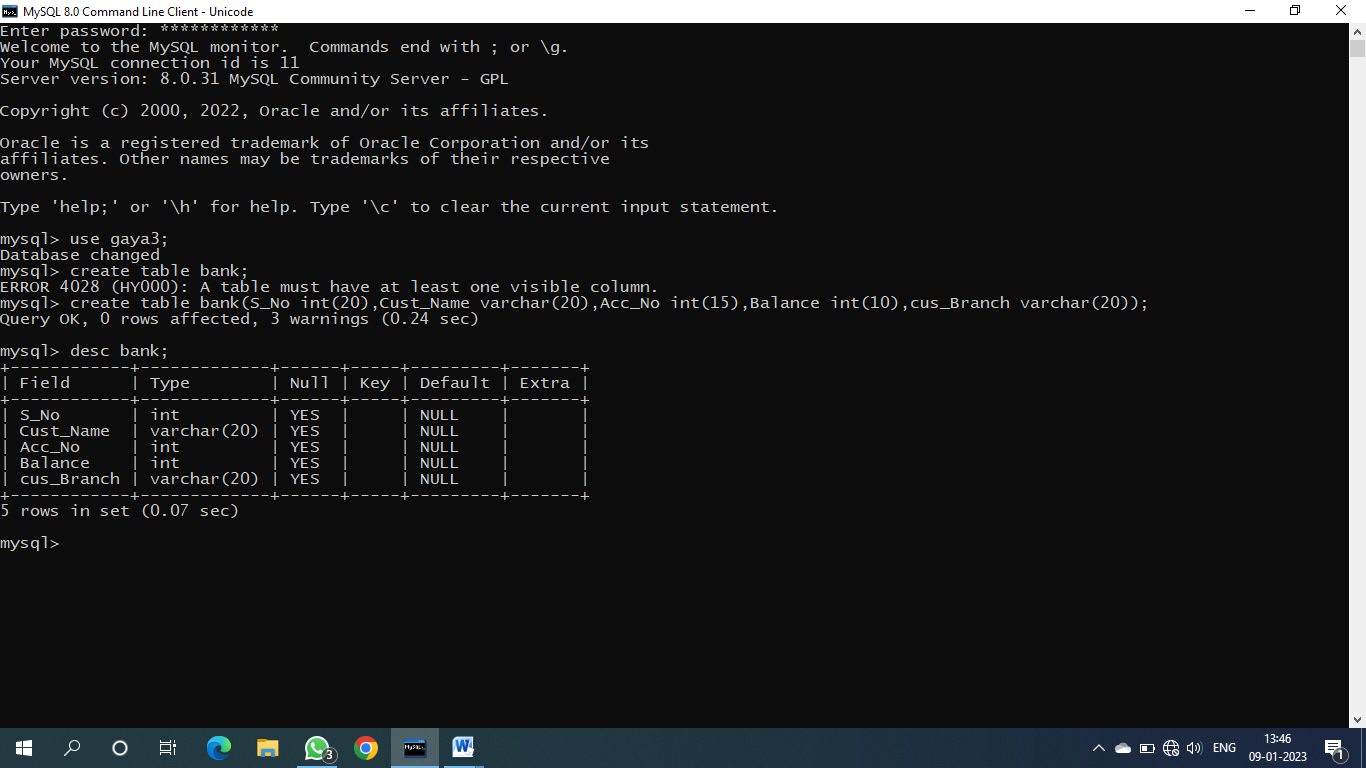 MySQL 8.0 Command Line Client - Unicode
Enter password: ************
Welcome to the MySQL monitor.  Commands end with ; or \g.
Your MySQL connection id is 11
Server version: 8.0.31 MySQL Community Server - GPL
Copyright (c) 2000, 2022, Oracle and/or its affiliates.
Oracle is a registered trademark of Oracle Corporation and/or its
affiliates. Other names may be trademarks of their respective
owners.
Type 'help;' or '\h' for help. Type '\c' to clear the current input statement.
mysql> use gaya3;
Database changed
mysql> create table bank;
ERROR 4028 (HY000): A table must have at least one visible column.
mysql> create table bank(S_No int(20),Cust_Name varchar(20),Acc_No int(15),Balance int(10),cus_Branch varchar(20));
Query OK, 0 rows affected, 3 warnings (0.24 sec)
mysql> desc bank;
+------------+-------------+------+-----+---------+-------+
| Field      | Type        | Null | Key | Default | Extra |
+------------+-------------+------+-----+---------+-------+
| S_No       | int         | YES  |     | NULL    |       |
| Cust_Name  | varchar(20) | YES  |     | NULL    |       |
| Acc_No     | int         | YES  |     | NULL    |       |
| Balance    | int         | YES  |     | NULL    |       |
| cus_Branch | varchar(20) | YES  |     | NULL    |       |
+------------+-------------+------+-----+---------+-------+
5 rows in set (0.07 sec)
mysql>
3
MySQL
W
ENG
13:46
09-01-2023
1